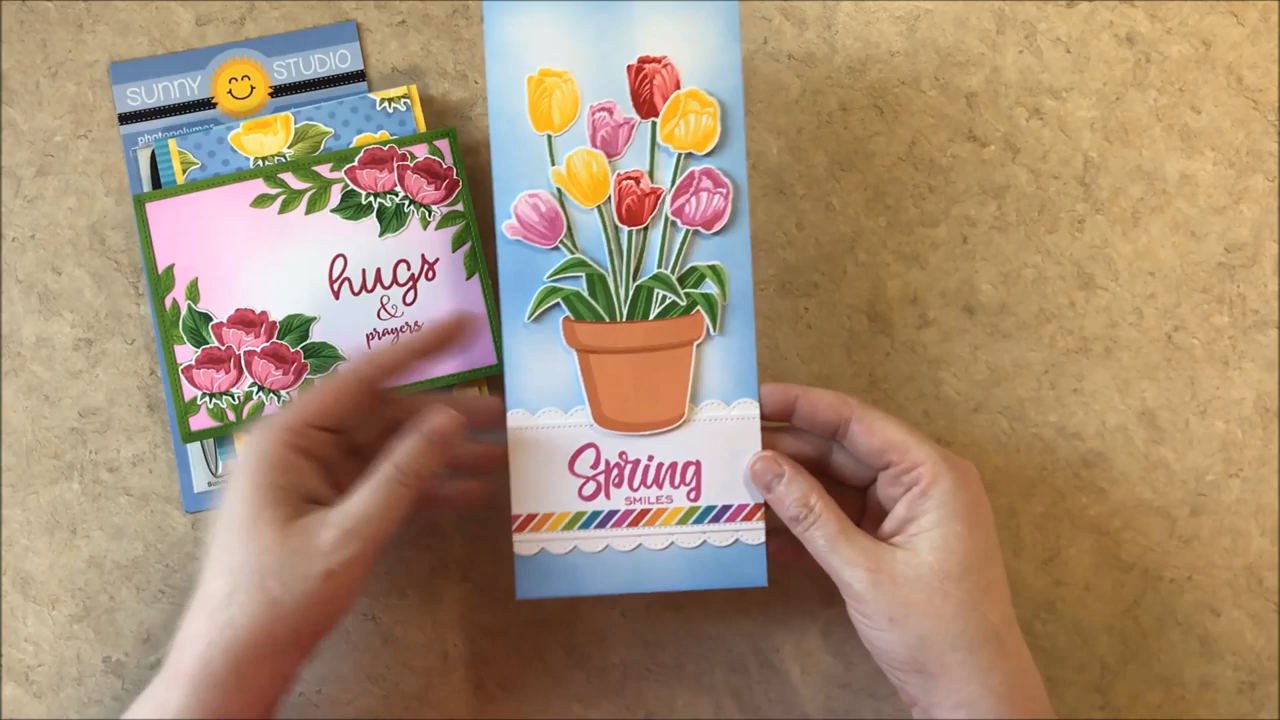 SUNNY STUDIO
photopolymer
hugs
&
prayers
Spring
SMILES